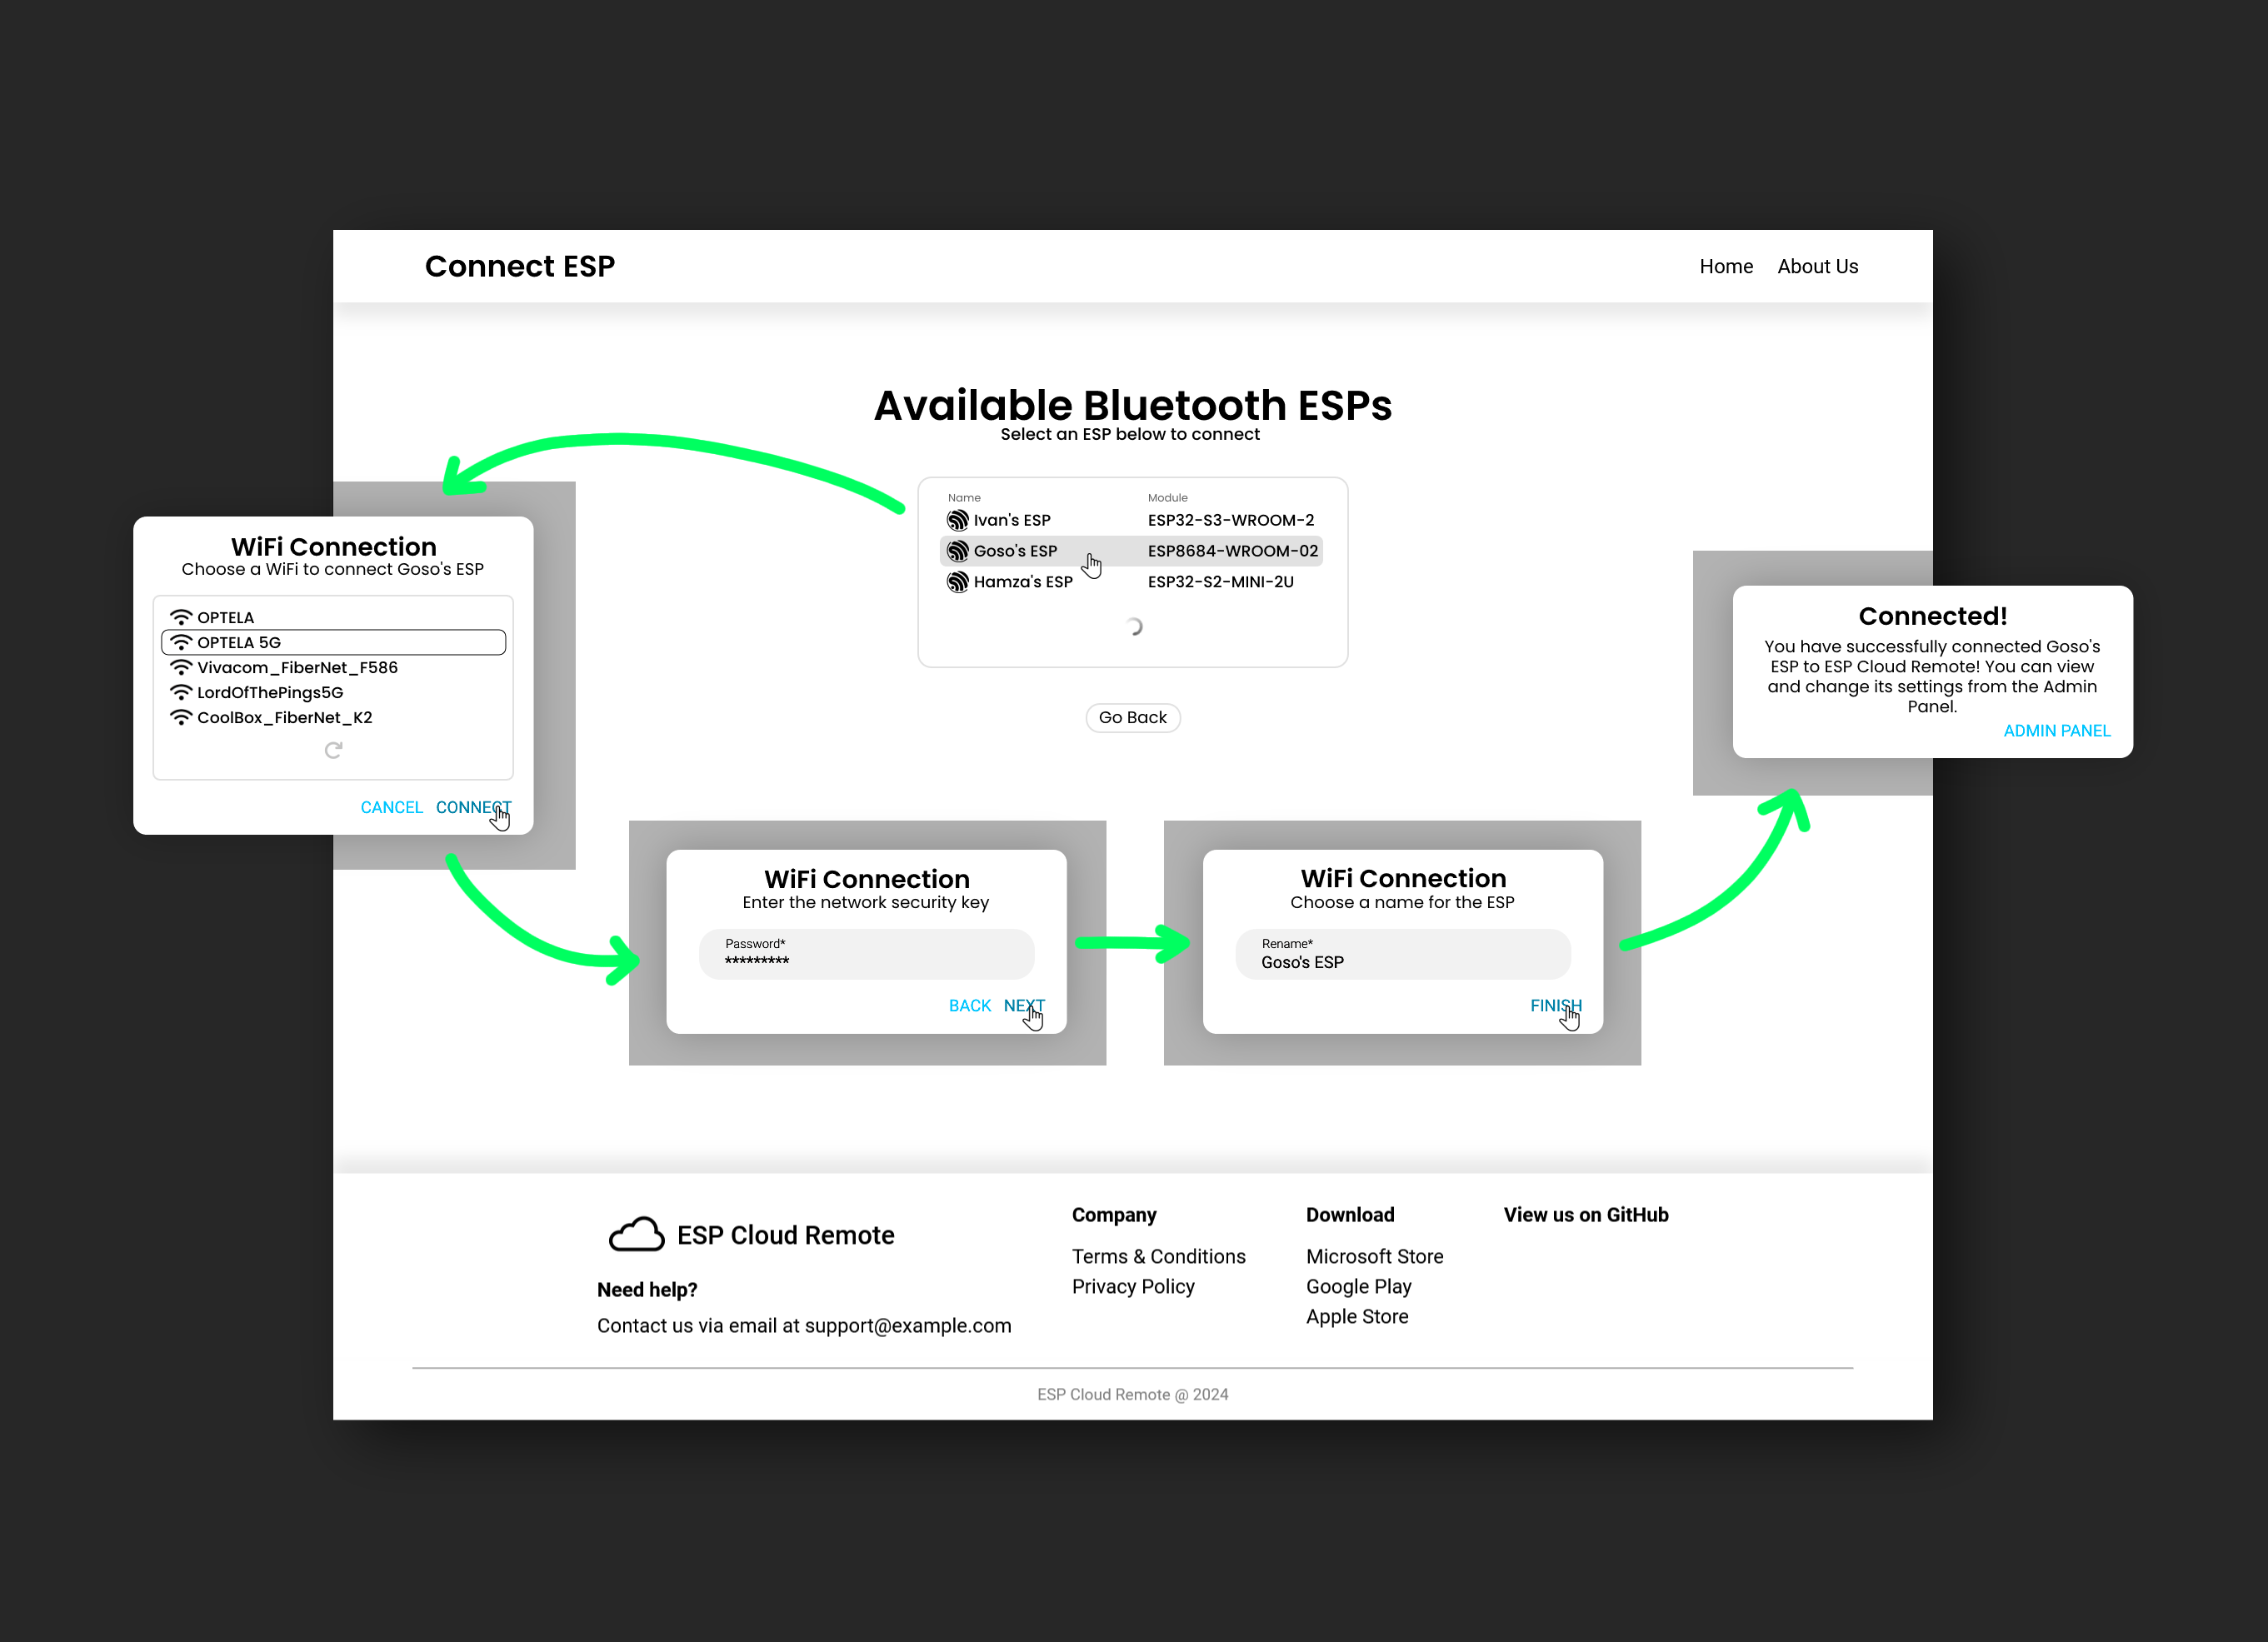 Connect ESP
Home
About Us
Available Bluetooth ESPs
Select an ESP below to connect
Name Module
Ivan's ESP ESP32-S3-WROOM-2
Goso's ESP ESP8684-WROOM-02
Hamza's ESP ESP32-S2-MINI-2U
Go Back
WiFi Connection
Choose a WiFi to connect Goso's ESP
OPTELA
OPTELA 5G
Vivacom_FiberNet_F586
LordOfThePings5G
CoolBox_FiberNet_K2
CANCEL CONNECT
WiFi Connection
Enter the network security key
Password*
*********
BACK NEXT
WiFi Connection
Choose a name for the ESP
Rename*
Goso's ESP
FINISH
Connected!
You have successfully connected Goso's
ESP to ESP Cloud Remote! You can view
and change its settings from the Admin
Panel.
ADMIN PANEL
ESP Cloud Remote
Need help?
Contact us via email at support@example.com
Company
Terms & Conditions
Privacy Policy
Download
Microsoft Store
Google Play
Apple Store
View us on GitHub
ESP Cloud Remote @ 2024